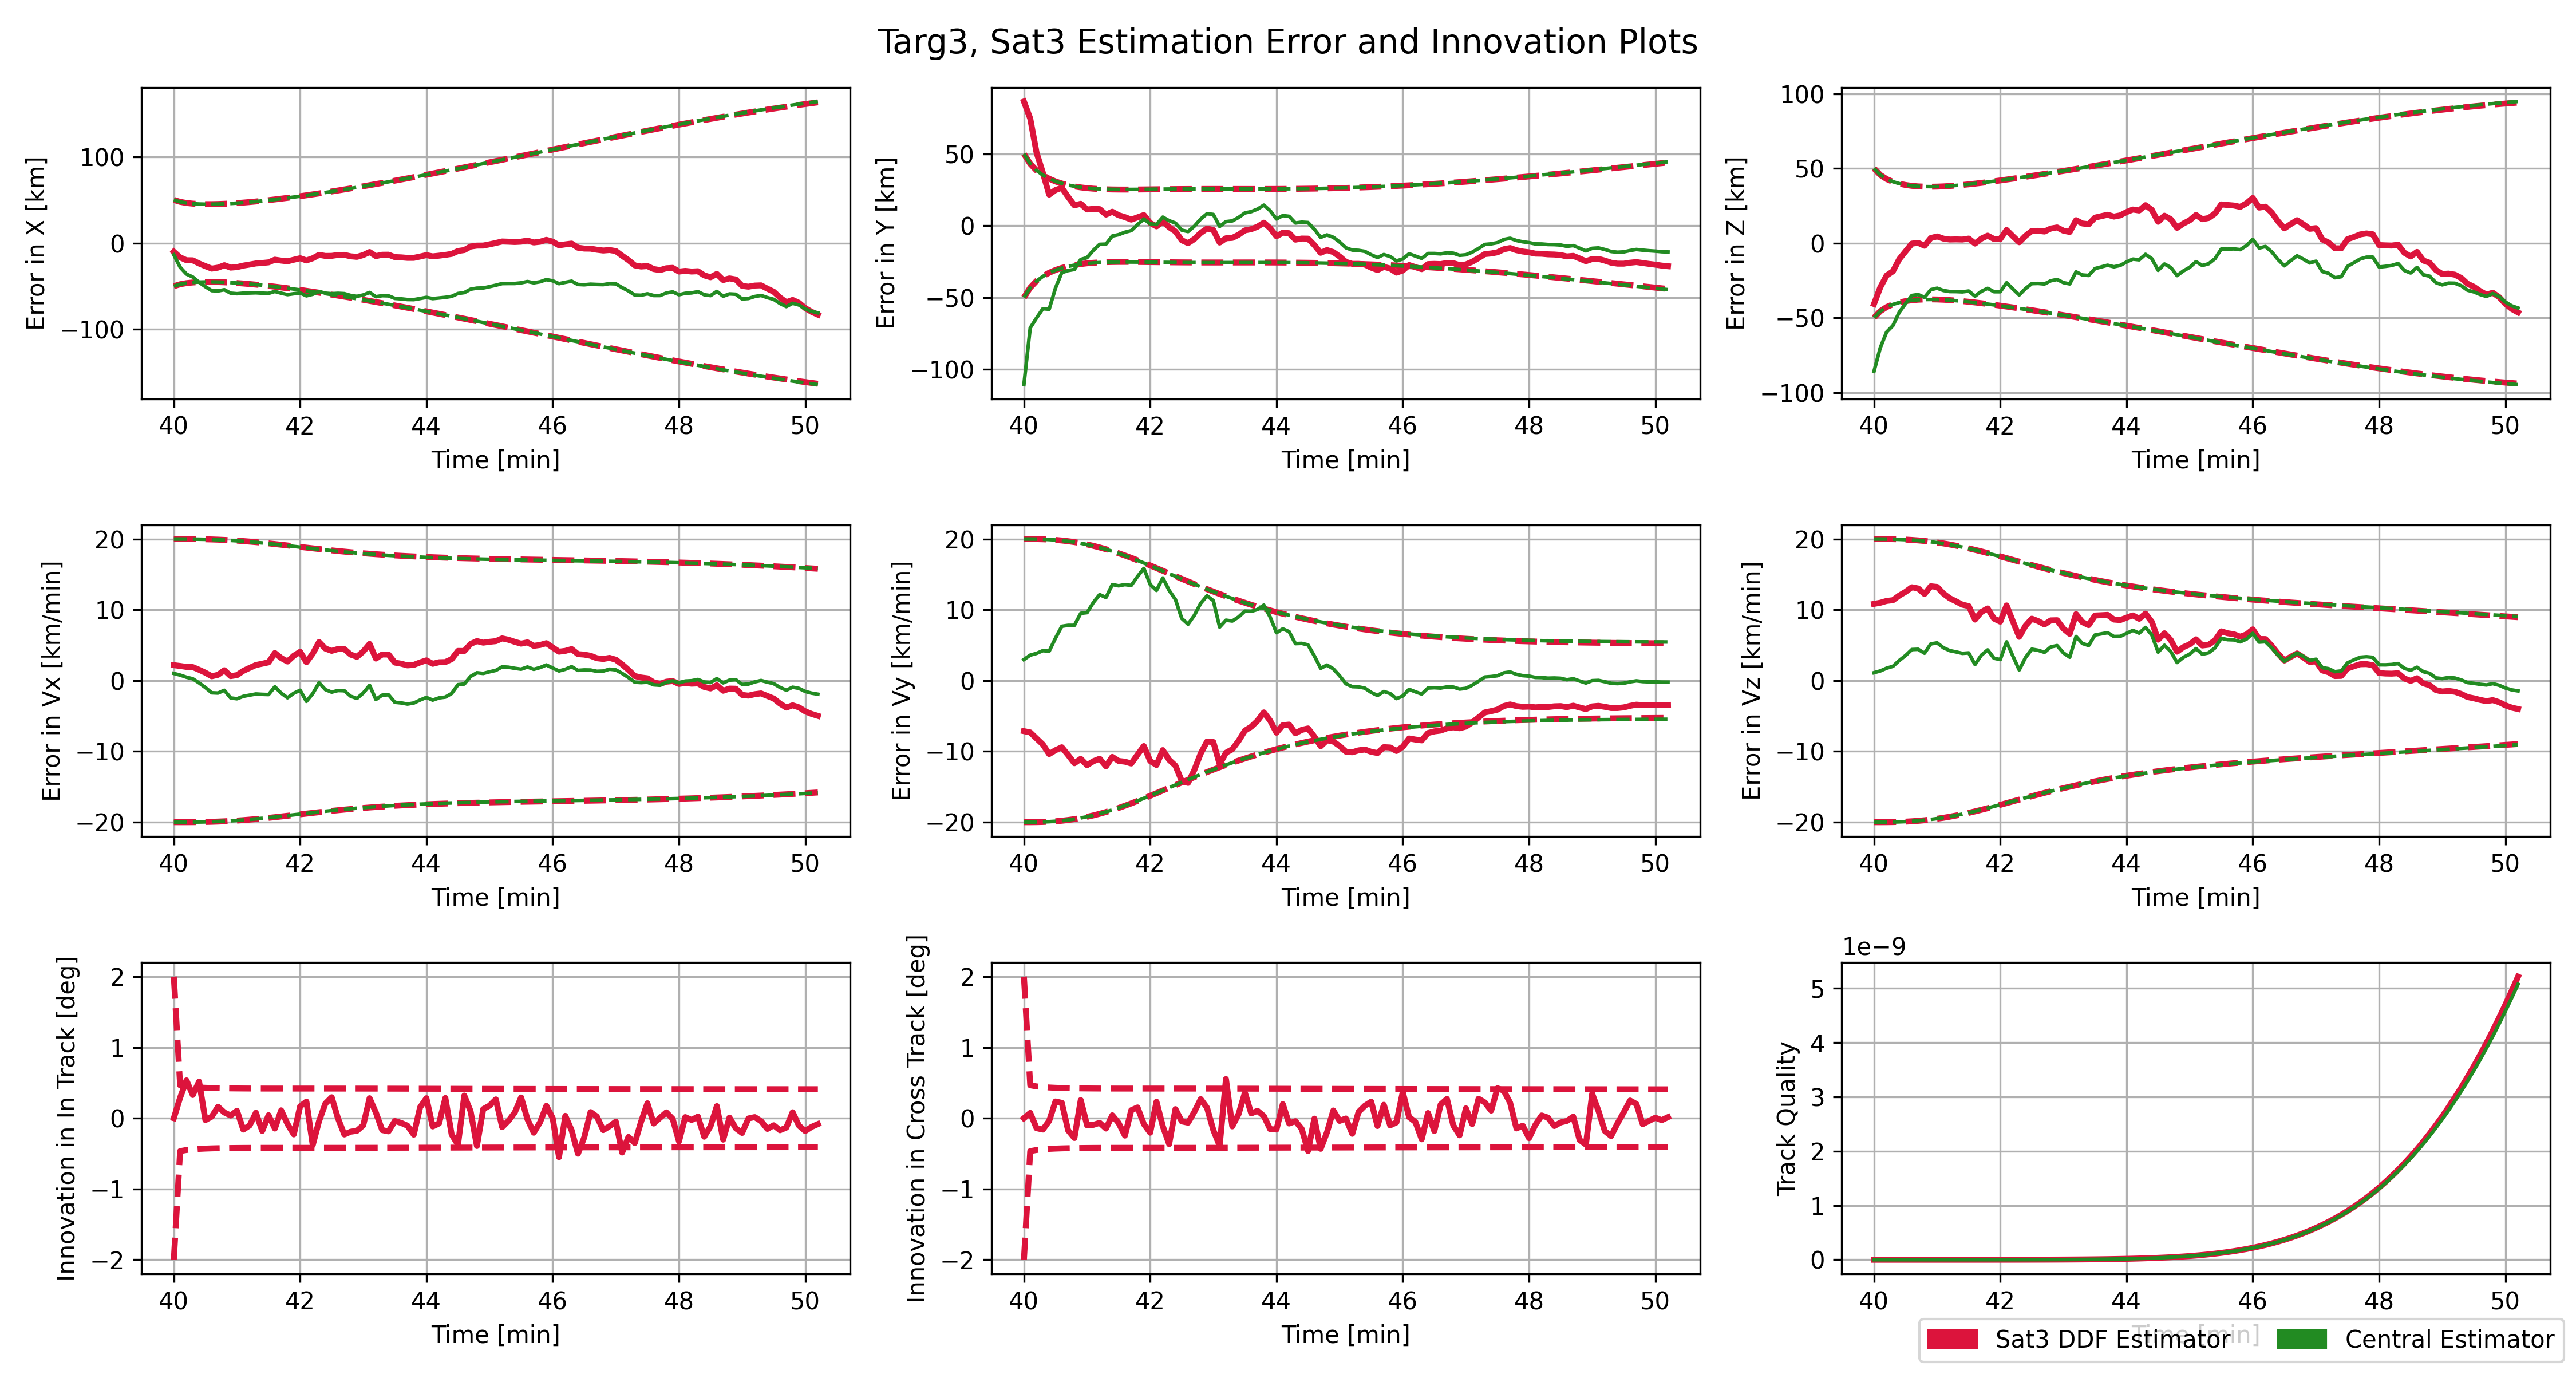 Targ3, Sat3 Estimation Error and Innovation Plots
Error in X [km]
100
0
−100
40 42 44 46 48 50
Time [min]
Error in Y [km]
50
0
−50
−100
40 42 44 46 48 50
Time [min]
Error in Z [km]
100
50
0
−50
−100
40 42 44 46 48 50
Time [min]
Error in Vx [km/min]
20
10
0
−10
−20
40 42 44 46 48 50
Time [min]
Error in Vy [km/min]
20
10
0
−10
−20
40 42 44 46 48 50
Time [min]
Error in Vz [km/min]
20
10
0
−10
−20
40 42 44 46 48 50
Time [min]
Innovation in In Track [deg]
2
1
0
−1
−2
40 42 44 46 48 50
Time [min]
Innovation in Cross Track [deg]
2
1
0
−1
−2
40 42 44 46 48 50
Time [min]
1e−9
Track Quality
5
4
3
2
1
0
40 42 44 46 48 50
Time [min]
Sat3 DDF Estimator
Central Estimator